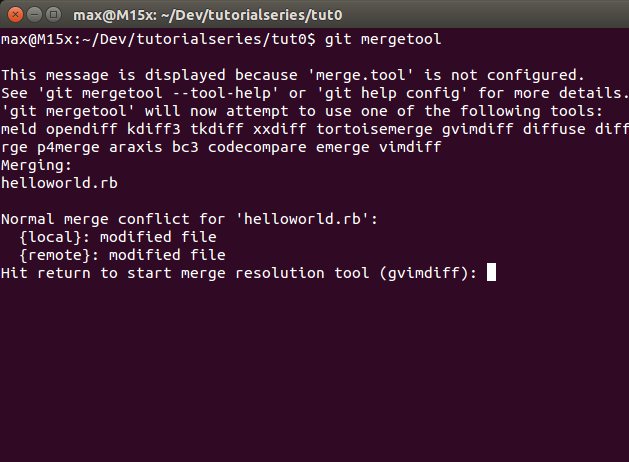 max@M15x: ~/Dev/tutorialseries/tut0
max@M15x:~/Dev/tutorialseries/tut0$ git mergetool
This message is displayed because 'merge.tool' is not configured.
See 'git mergetool --tool-help' or 'git help config' for more details.
'git mergetool' will now attempt to use one of the following tools:
meld opendiff kdiff3 tkdiff xxdiff tortoisemerge gvimdiff diffuse diff
rge p4merge araxis bc3 codecompare emerge vimdiff
Merging:
helloworld.rb
Normal merge conflict for 'helloworld.rb':
{local}: modified file
{remote}: modified file
Hit return to start merge resolution tool (gvimdiff):